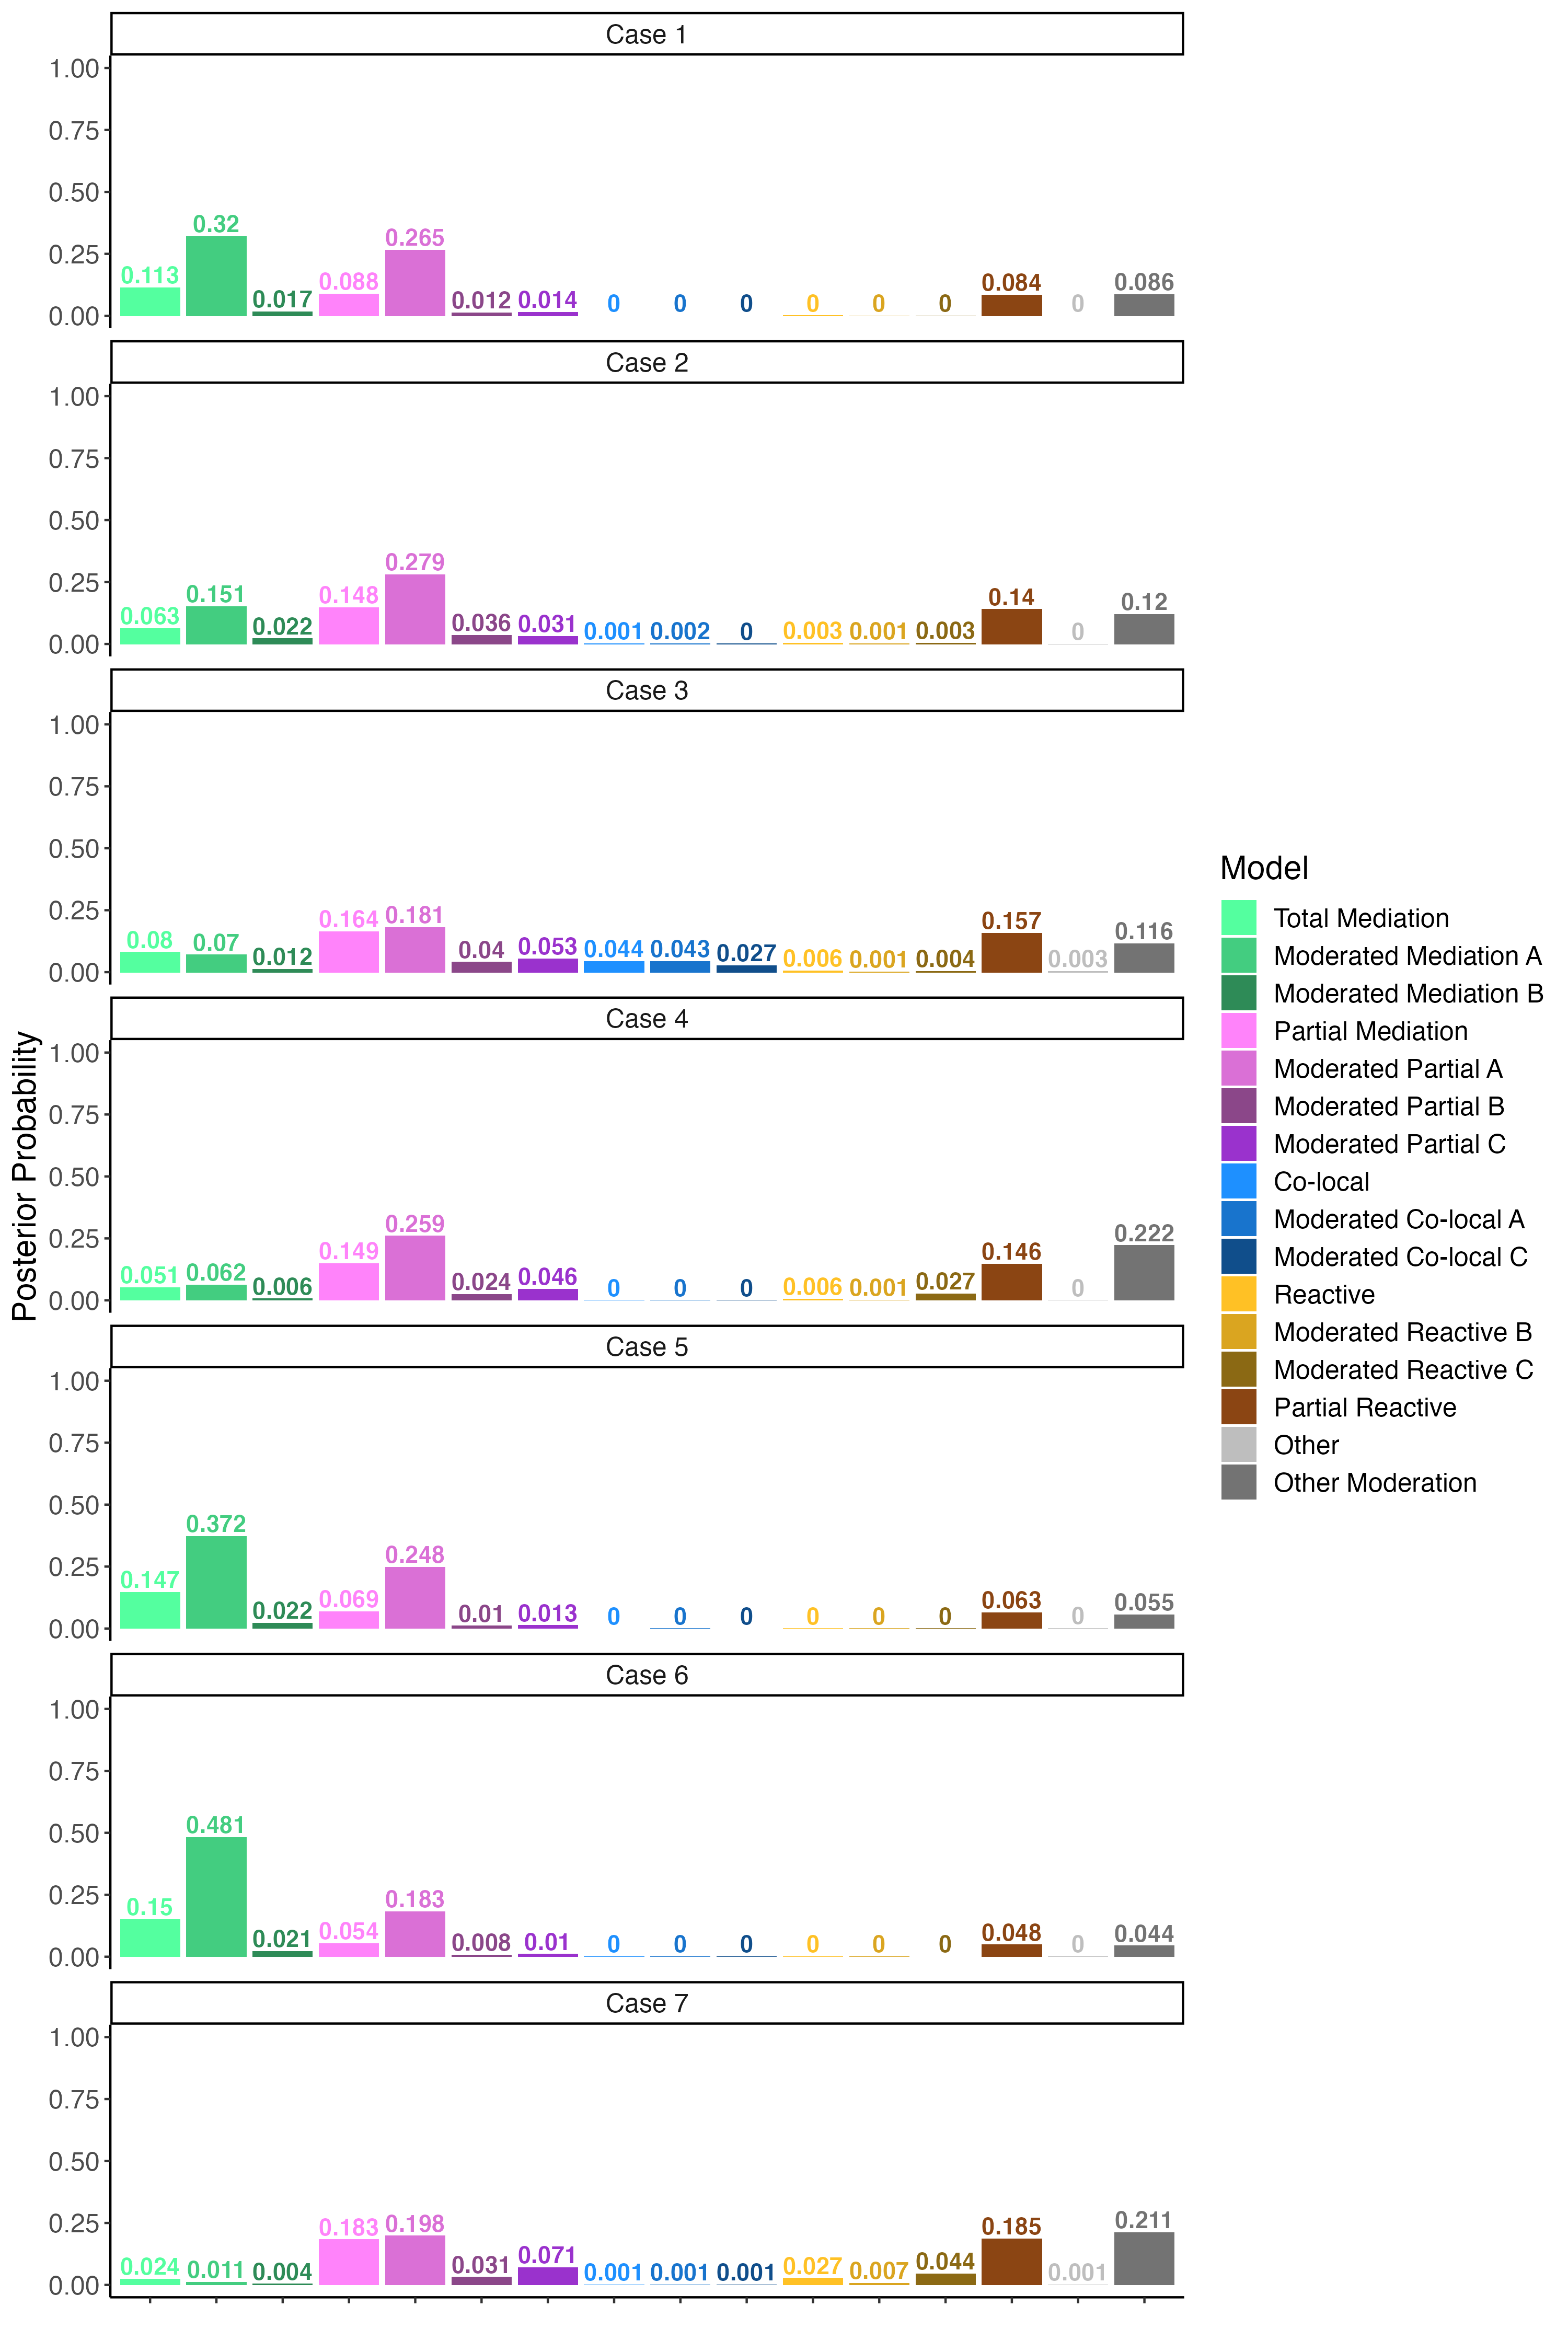 Case 1
1.00
0.75
0.50
0.25
0.00
0.113 0.32 0.017 0.088 0.265 0.012 0.014 0 0 0 0 0 0 0.084 0 0.086
Case 2
1.00
0.75
0.50
0.25
0.00
0.063 0.151 0.022 0.148 0.279 0.036 0.031 0.001 0.002 0 0.003 0.001 0.003 0.14 0 0.12
Case 3
1.00
0.75
0.50
0.25
0.00
0.08 0.07 0.012 0.164 0.181 0.04 0.053 0.044 0.043 0.027 0.006 0.001 0.004 0.157 0.003 0.116
Case 4
1.00
0.75
0.50
0.25
0.00
0.051 0.062 0.006 0.149 0.259 0.024 0.046 0 0 0 0.006 0.001 0.027 0.146 0 0.222
Case 5
1.00
0.75
0.50
0.25
0.00
0.147 0.372 0.022 0.069 0.248 0.01 0.013 0 0 0 0 0 0 0.063 0 0.055
Case 6
1.00
0.75
0.50
0.25
0.00
0.15 0.481 0.021 0.054 0.183 0.008 0.01 0 0 0 0 0 0 0.048 0 0.044
Case 7
1.00
0.75
0.50
0.25
0.00
0.024 0.011 0.004 0.183 0.198 0.031 0.071 0.001 0.001 0.001 0.027 0.007 0.044 0.185 0.001 0.211
Posterior Probability
Model
Total Mediation
Moderated Mediation A
Moderated Mediation B
Partial Mediation
Moderated Partial A
Moderated Partial B
Moderated Partial C
Co-local
Moderated Co-local A
Moderated Co-local C
Reactive
Moderated Reactive B
Moderated Reactive C
Partial Reactive
Other
Other Moderation